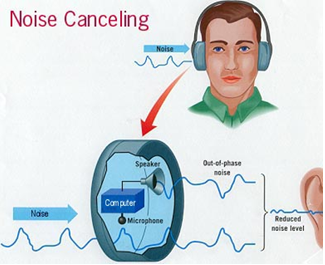 Noise Canceling
Noise
Speaker
Out-of-phase
noise
Computer
Microphone
Noise
Reduced
noise level